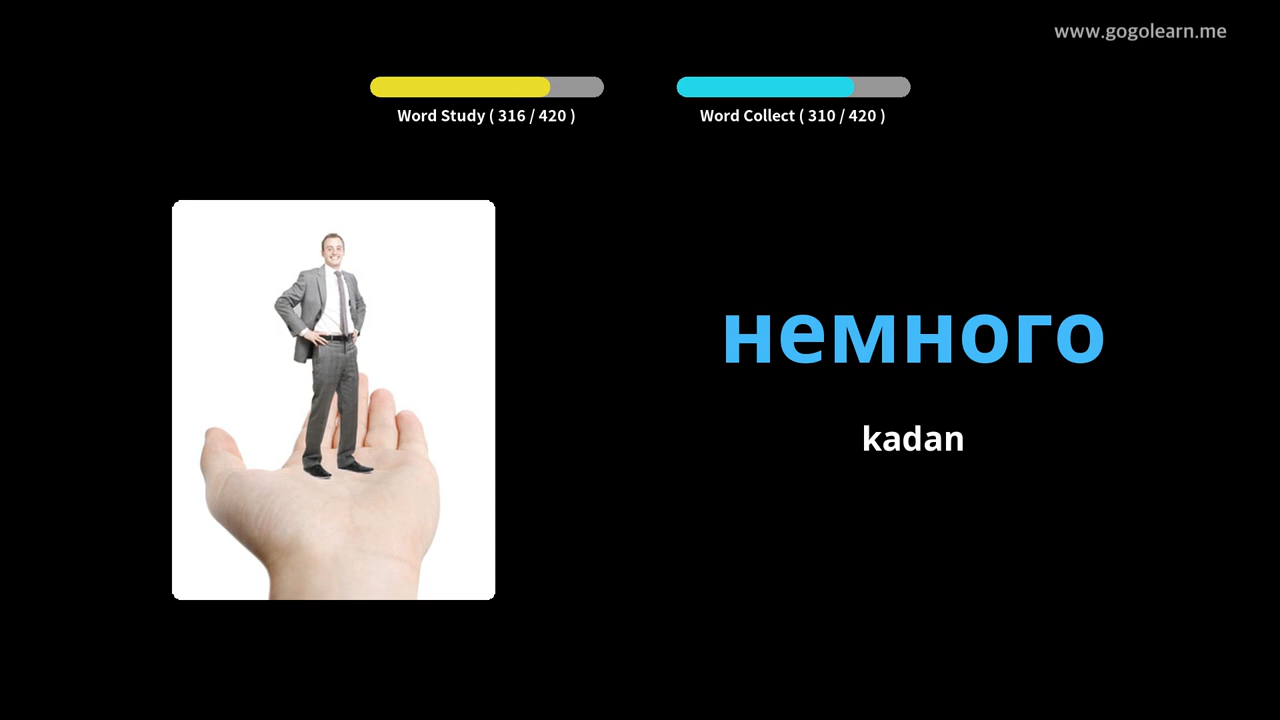 www.gogolearn.me
Word Study ( 316 / 420 )
Word Collect ( 310 / 420 )
немного
kadan